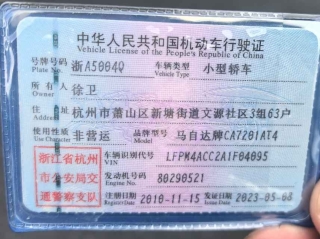 中华人民共和国机动车行驶证
Vehicle License of the People's Republic of China
号牌号码 Plate No. 浙A5004Q 车辆类型 Vehicle Type 小型轿车
所有人 Owner 徐卫
住址 Address 杭州市萧山区新塘街道文源社区3组63户
使用性质 Use Character 非营运 品牌型号 Model 马自达牌CA7201AT4
浙江省杭州市公安局交通警察支队
车辆识别代号 VIN LFPM4ACC2A1F04095
发动机号码 Engine No. 80290521
注册日期 Register Date 2010-11-15 发证日期 Issue Date 2023-05-08